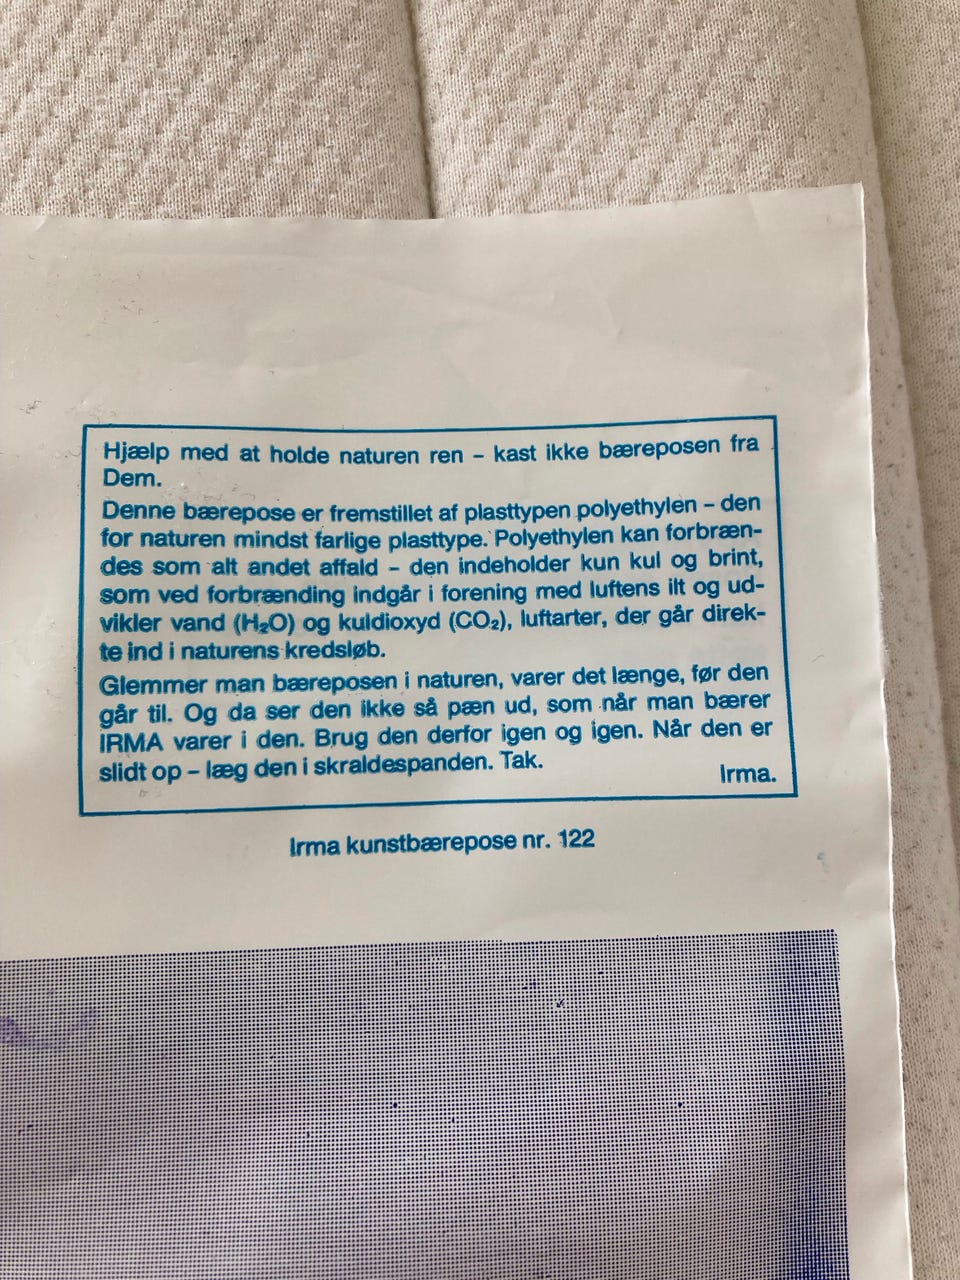 Hjælp med at holde naturen ren – kast ikke bæreposen fra
Dem.
Denne bærepose er fremstillet af plasttypen polyethylen – den
for naturen mindst farlige plasttype. Polyethylen kan forbræn-
des som alt andet affald – den indeholder kun kul og brint,
som ved forbrænding indgår i forening med luftens ilt og ud-
vikler vand (H₂O) og kuldioxyd (CO₂), luftarter, der går direk-
te ind i naturens kredsløb.
Glemmer man bæreposen i naturen, varer det længe, før den
går til. Og da ser den ikke så pæn ud, som når man bærer
IRMA varer i den. Brug den derfor igen og igen. Når den er
slidt op – læg den i skraldespanden. Tak.
Irma.
Irma kunstbærepose nr. 122